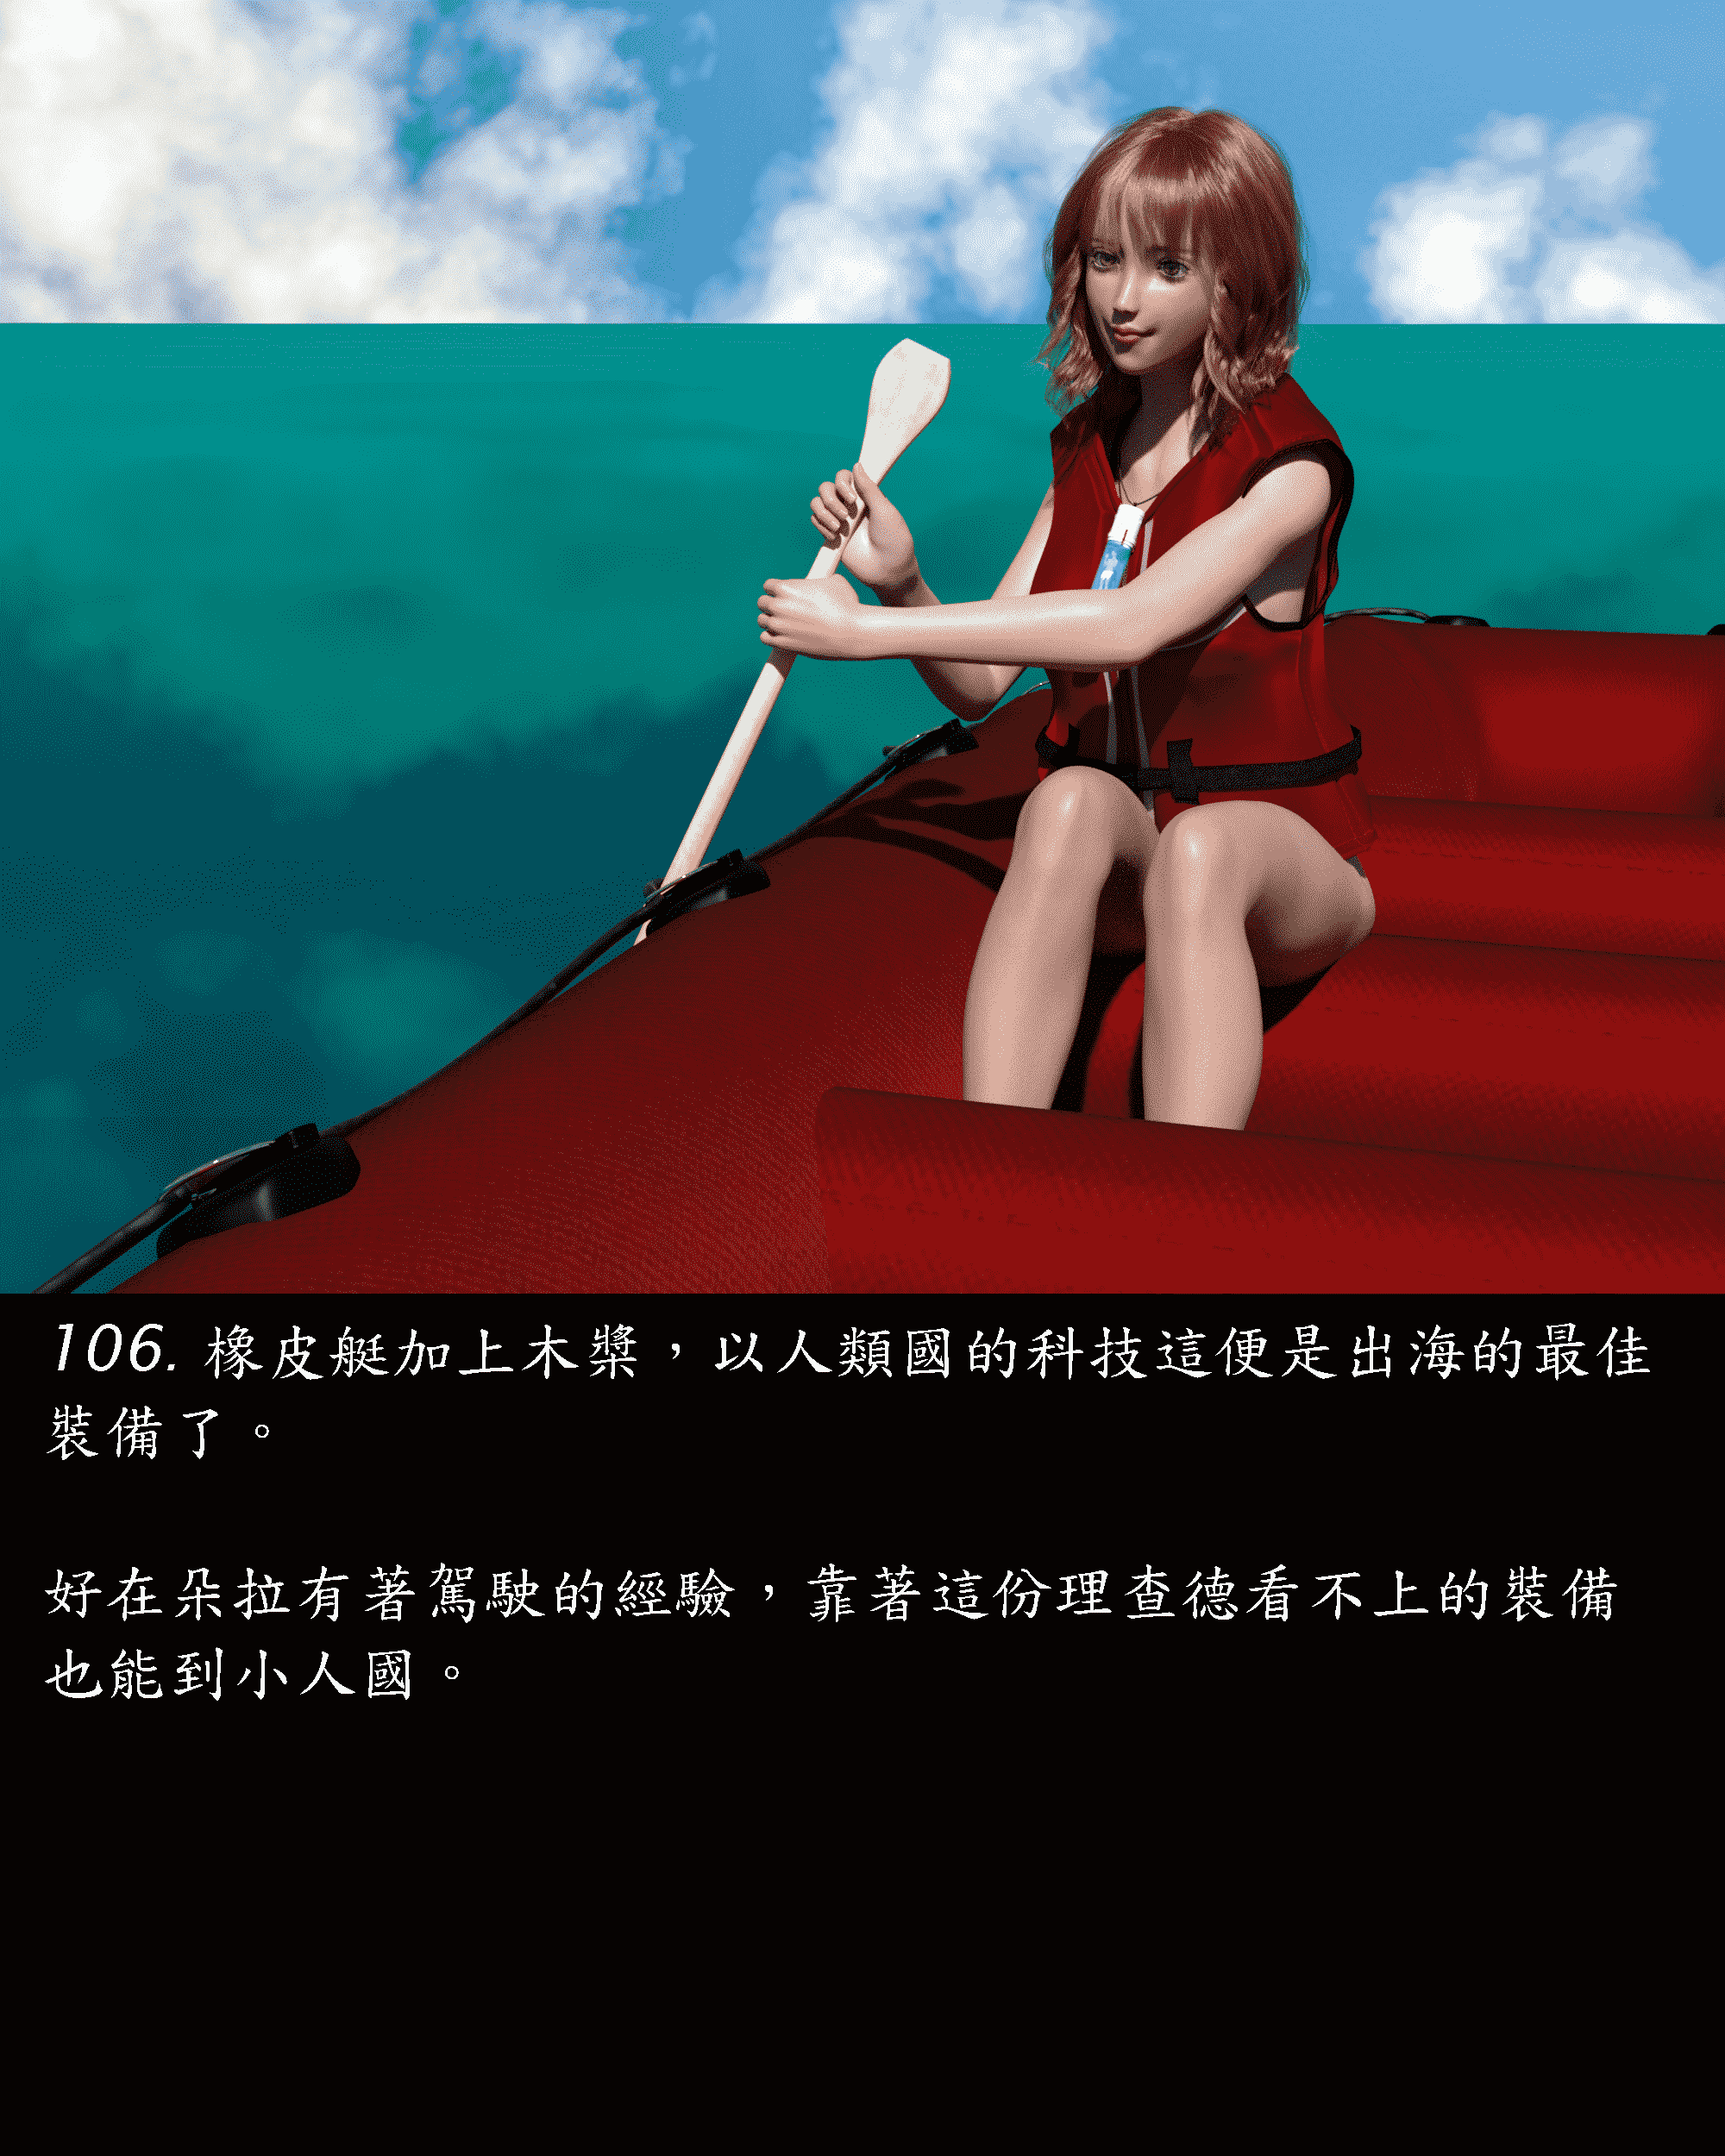 106. 橡皮艇加上木槳，以人類國的科技這便是出海的最佳
裝備了。
好在朵拉有著駕駛的經驗，靠著這份理查德看不上的裝備
也能到小人國。